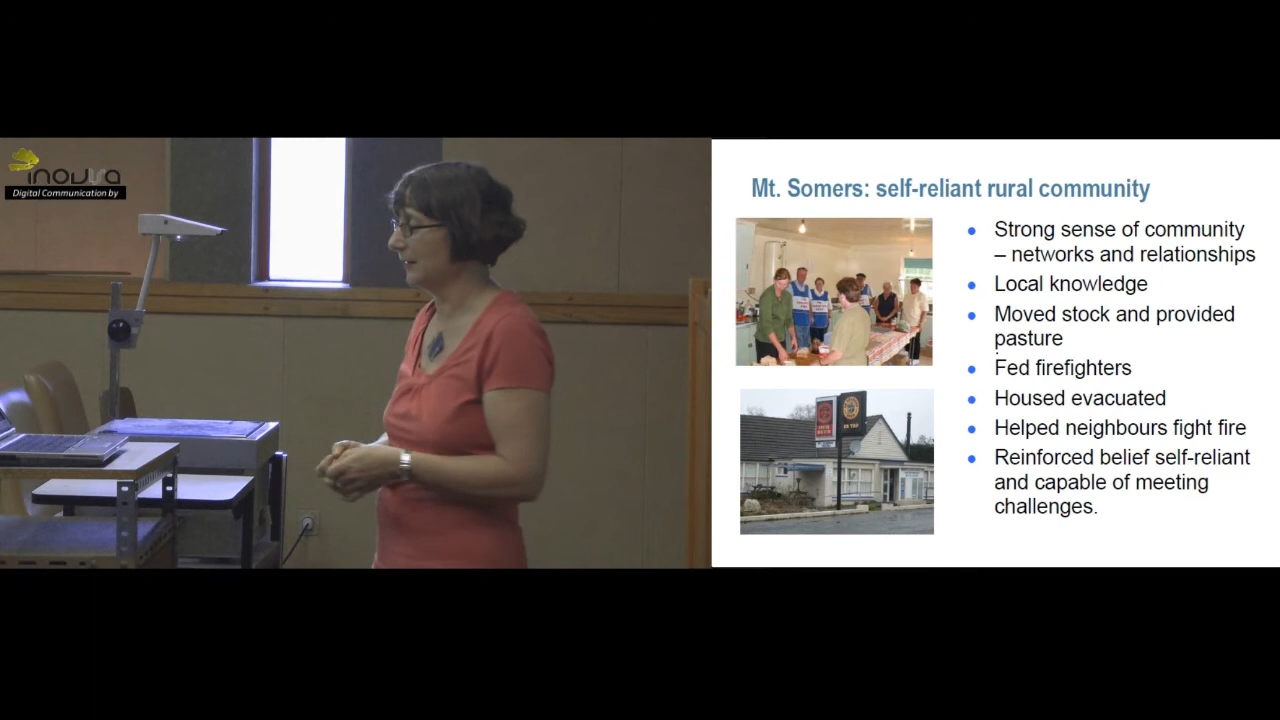 inovra
Digital Communication by
Mt. Somers: self-reliant rural community
Strong sense of community
– networks and relationships
Local knowledge
Moved stock and provided
pasture
Fed firefighters
Housed evacuated
Helped neighbours fight fire
Reinforced belief self-reliant
and capable of meeting
challenges.